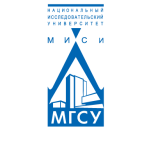 НАЦИОНАЛЬНЫЙ
ИССЛЕДОВАТЕЛЬСКИЙ
УНИВЕРСИТЕТ
МИСИ
МГСУ